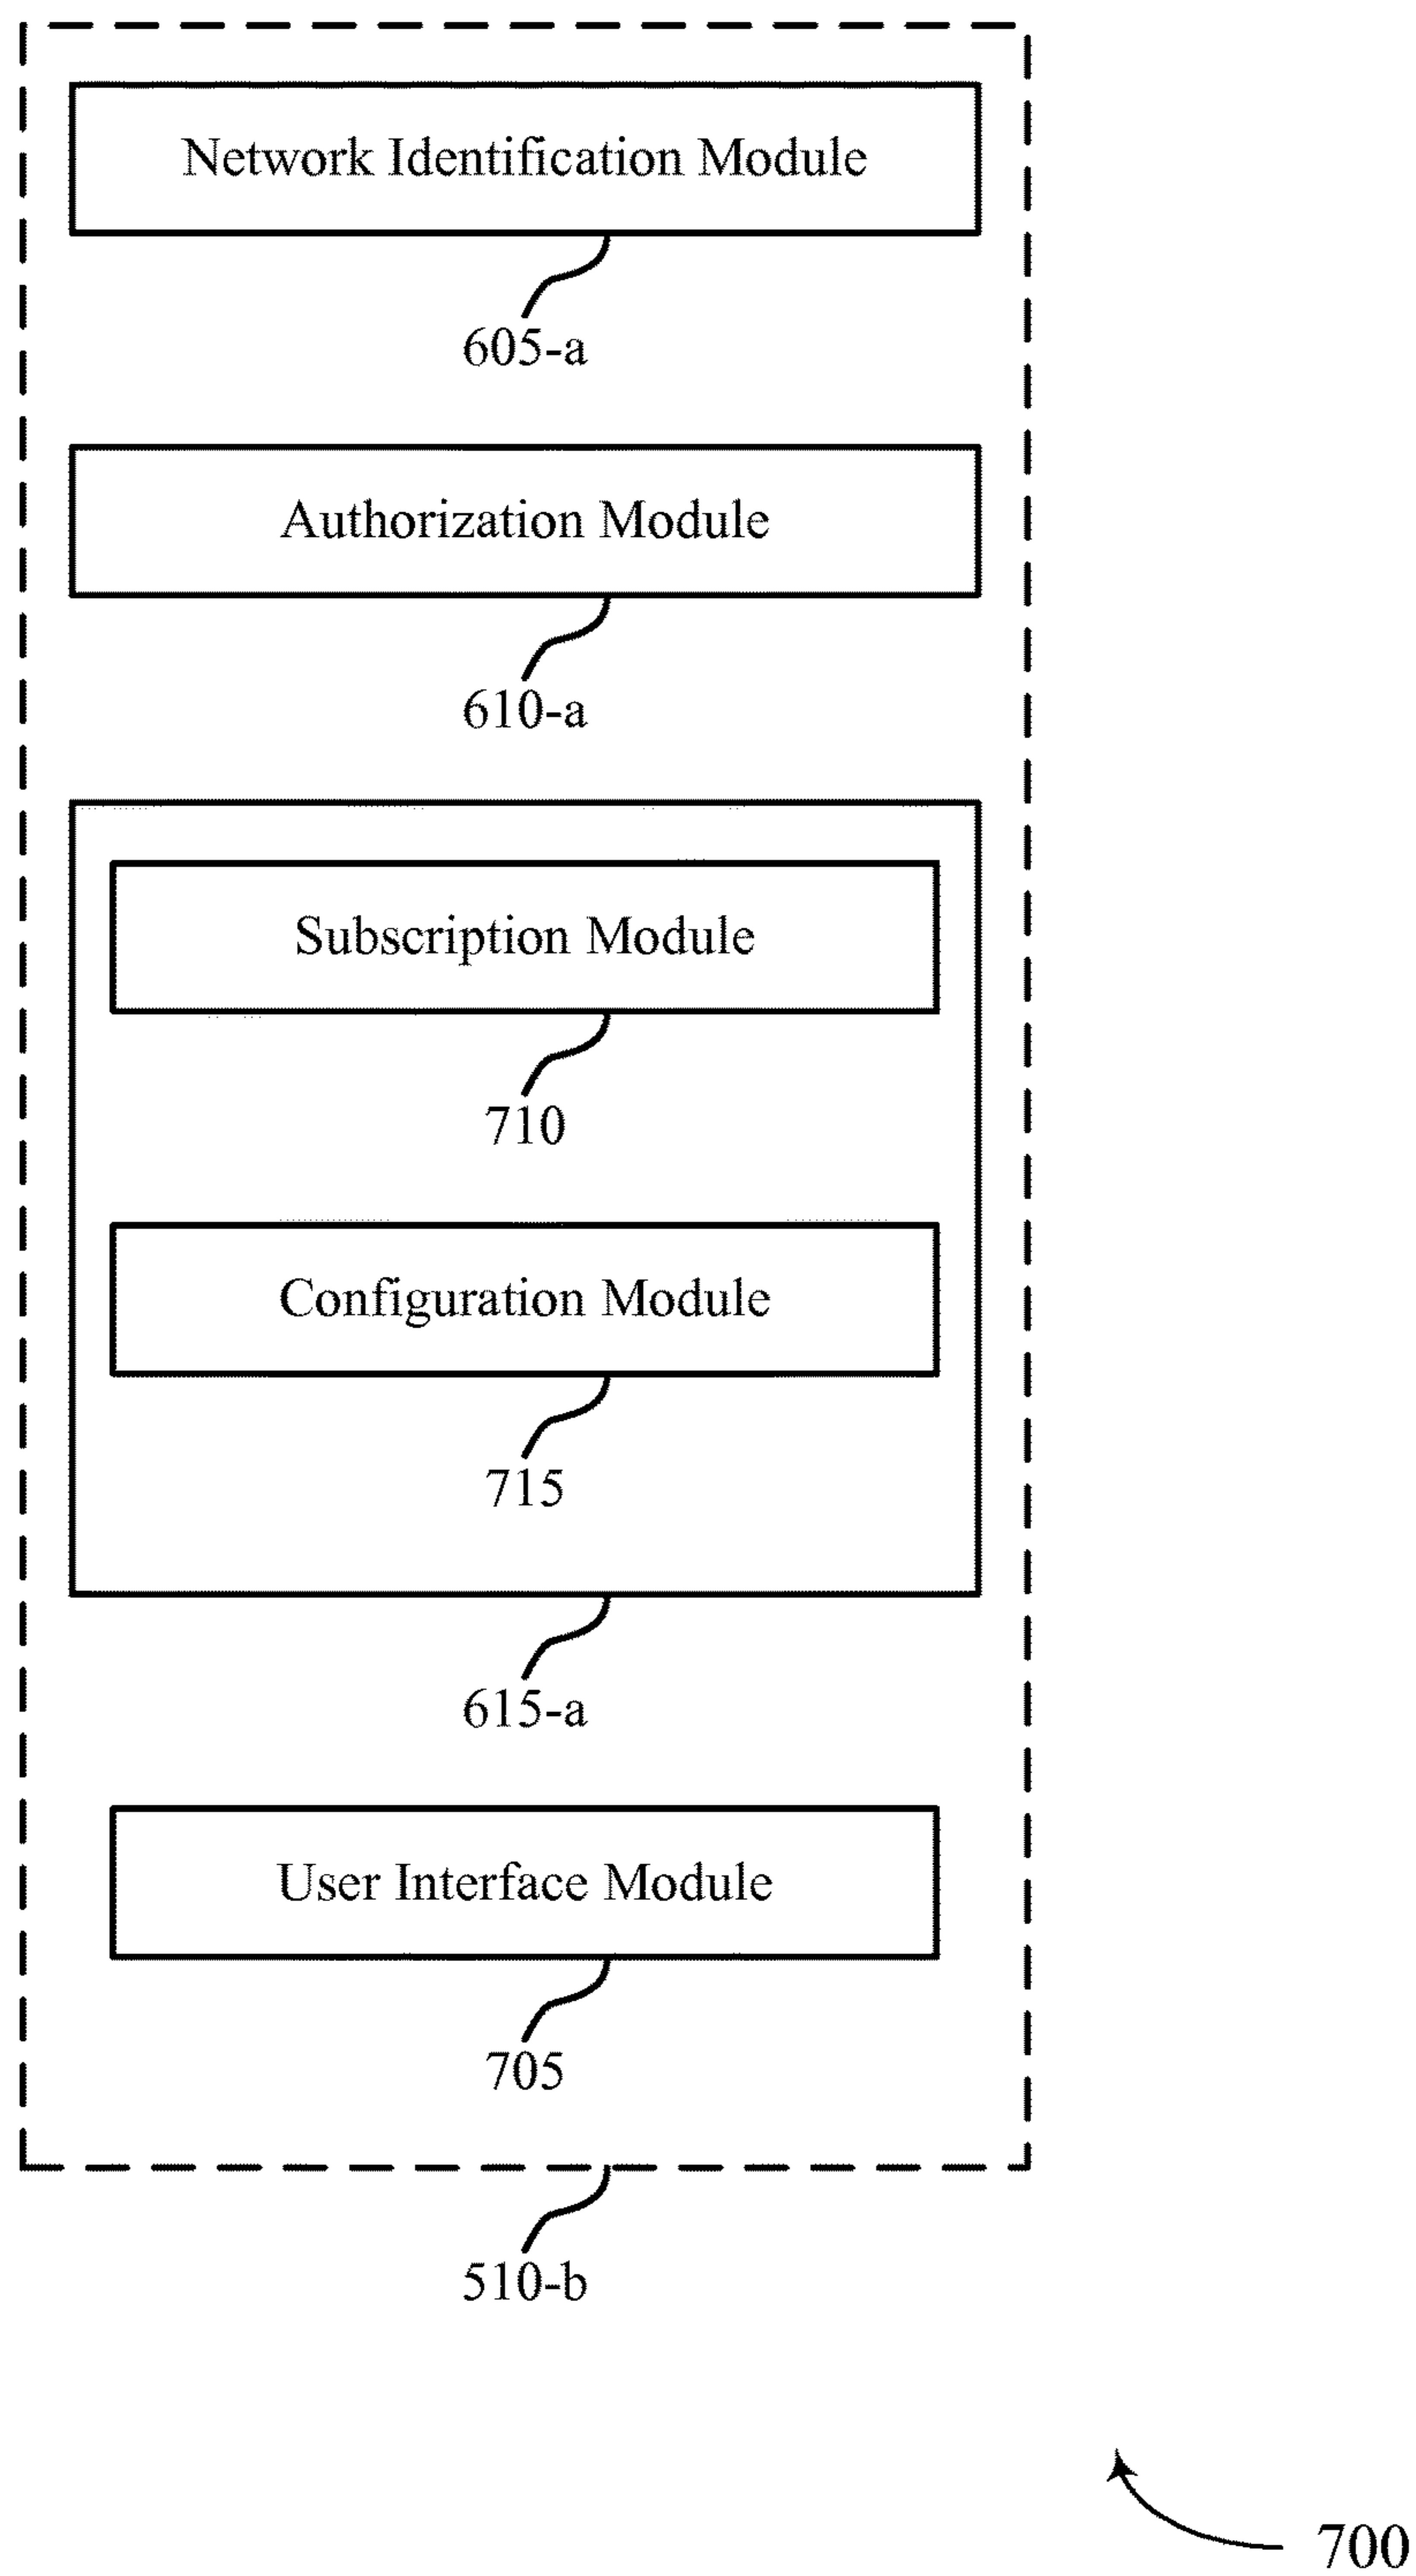 Network Identification Module
605-a
Authorization Module
610-a
Subscription Module
710
Configuration Module
715
615-a
User Interface Module
705
510-b
700